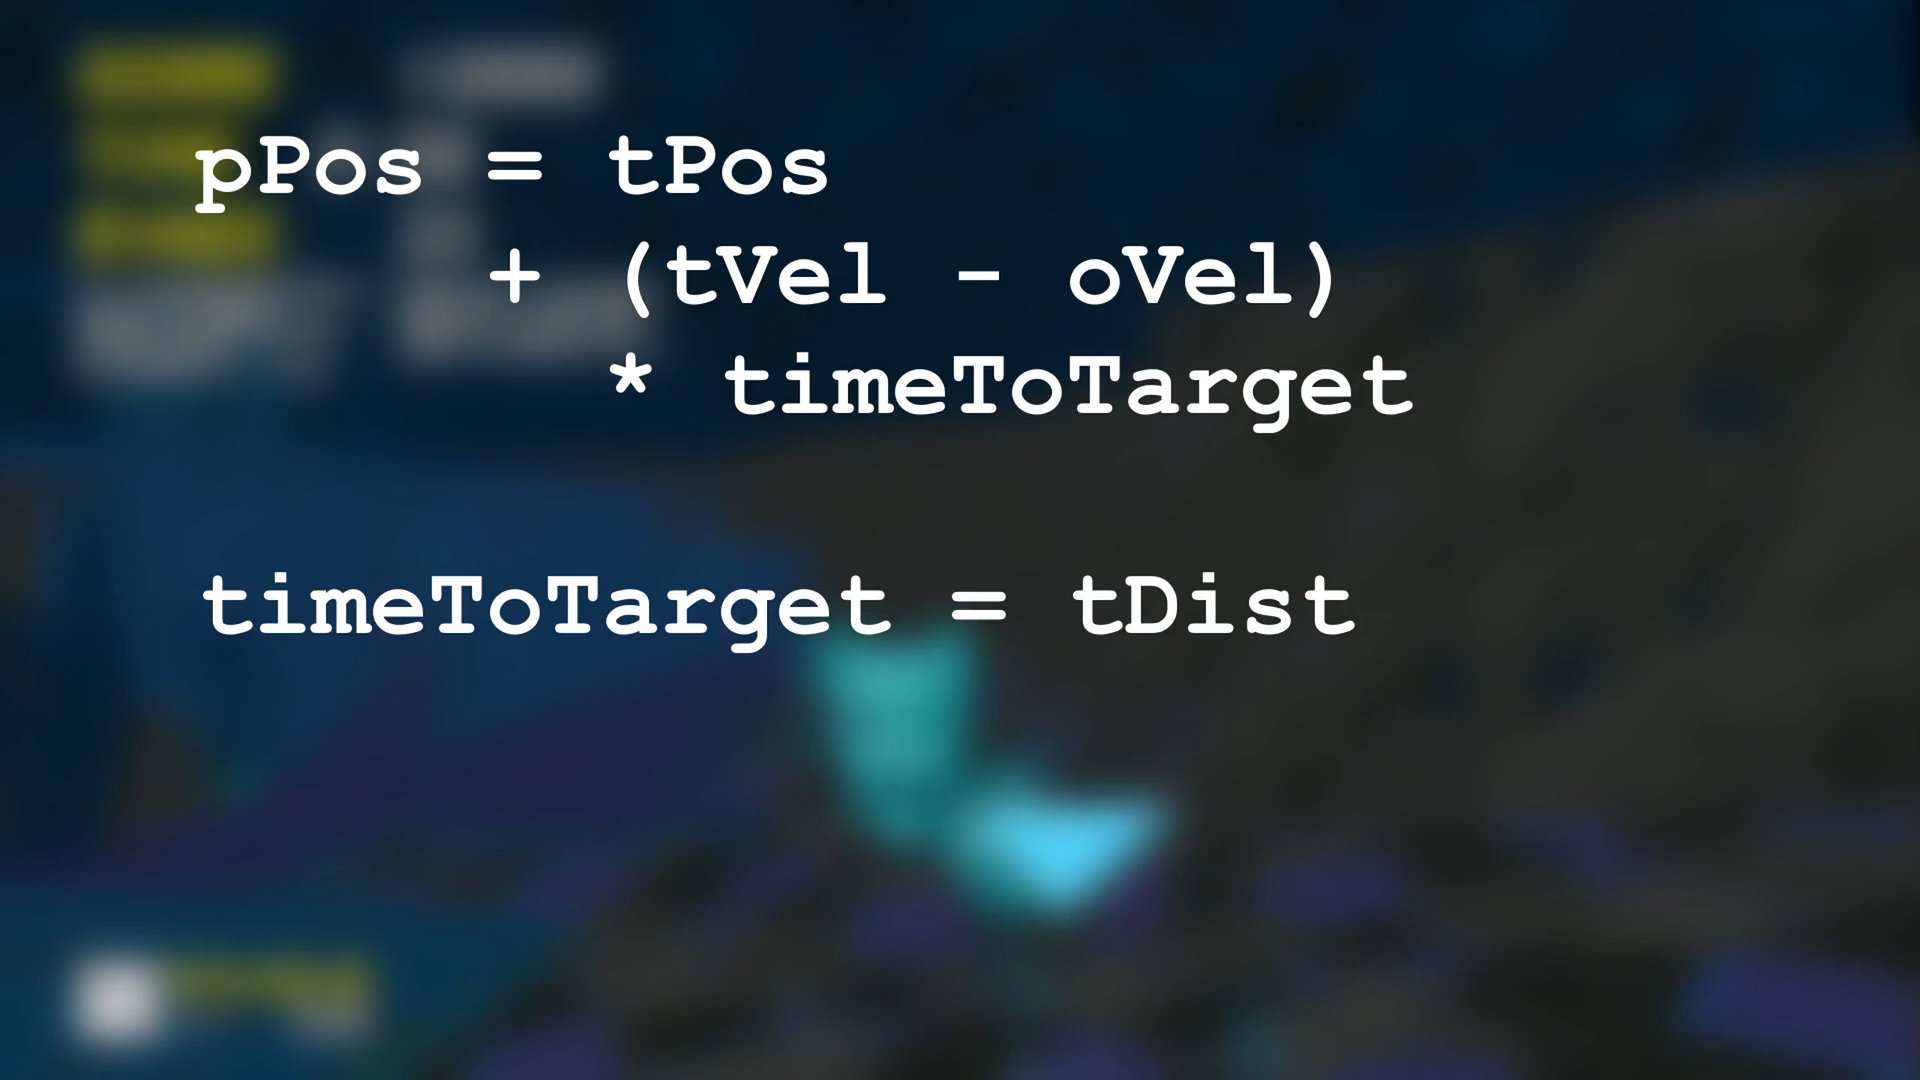 pPos = tPos
+ (tVel - oVel)
* timeToTarget
timeToTarget = tDist